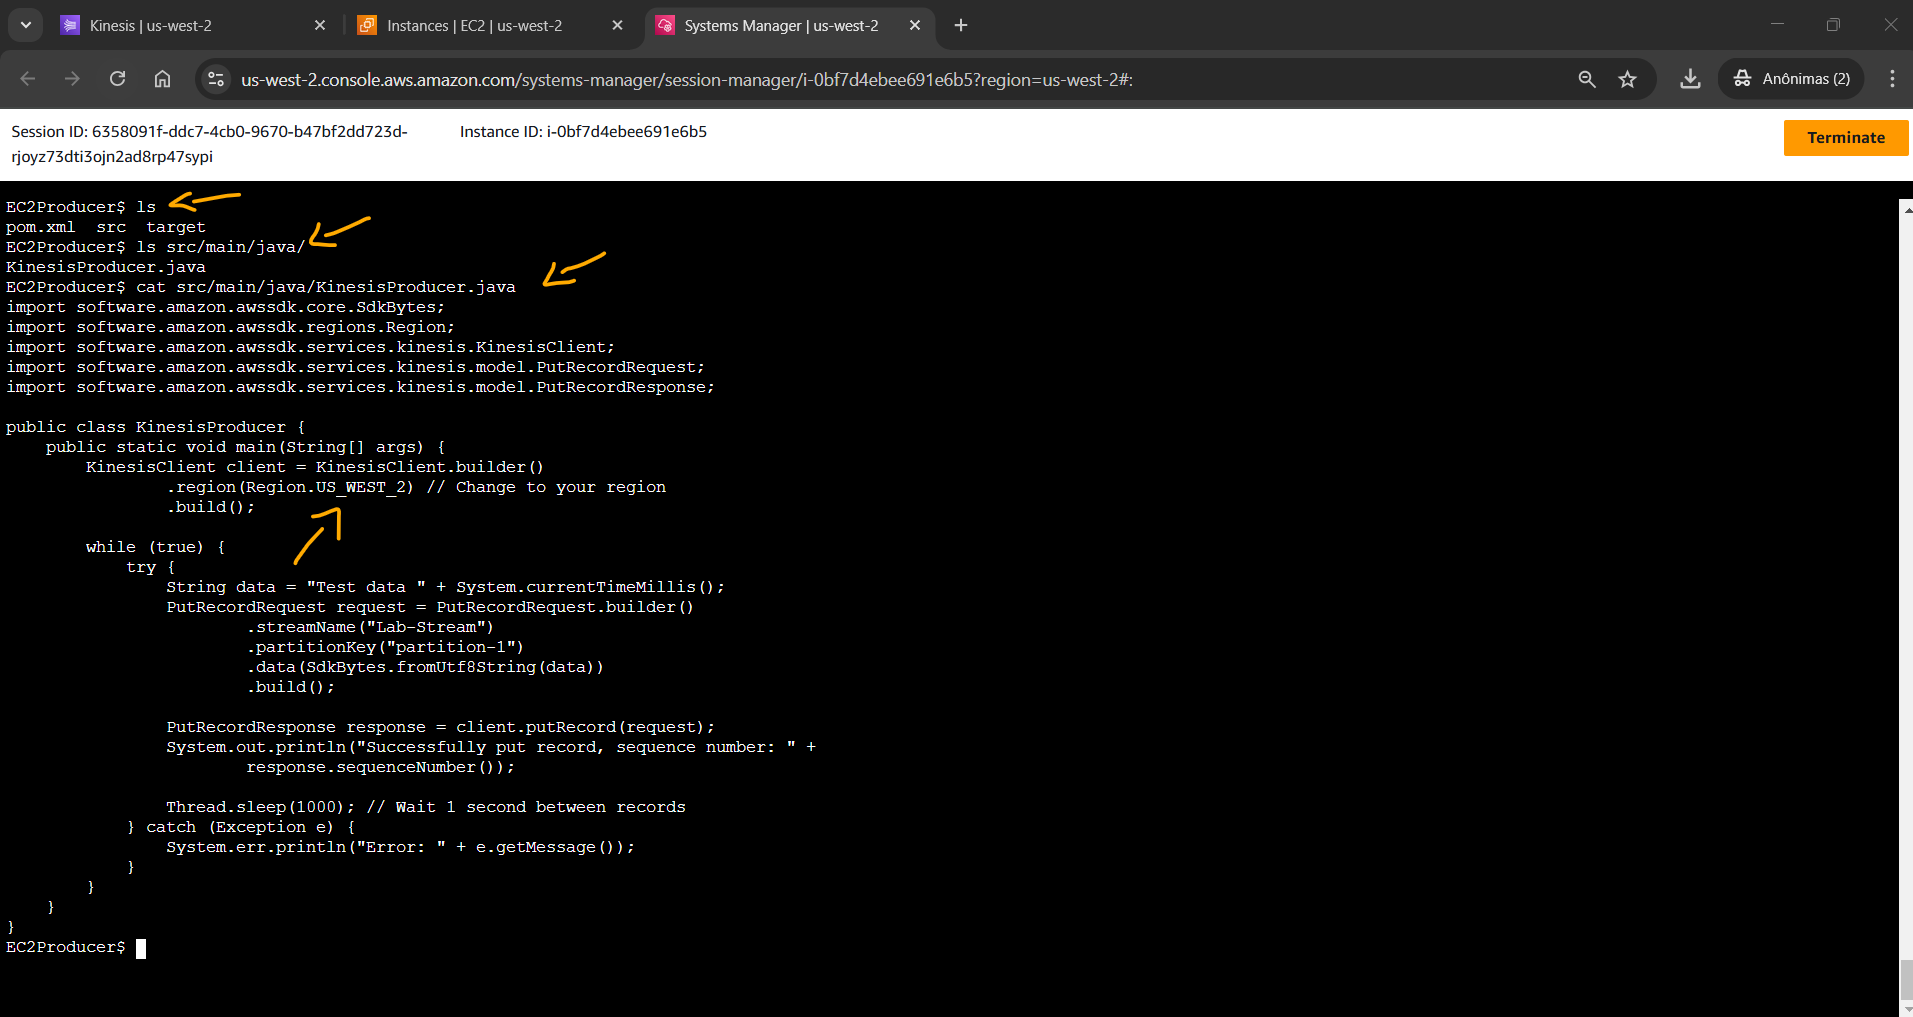 Kinesis | us-west-2
Instances | EC2 | us-west-2
Systems Manager | us-west-2
us-west-2.console.aws.amazon.com/systems-manager/session-manager/i-0bf7d4ebee691e6b5?region=us-west-2#:
Anônimas (2)
Session ID: 6358091f-ddc7-4cb0-9670-b47bf2dd723d-
rjoyz73dti3ojn2ad8rp47sypi
Instance ID: i-0bf7d4ebee691e6b5
Terminate
EC2Producer$ ls
pom.xml  src  target
EC2Producer$ ls src/main/java/
KinesisProducer.java
EC2Producer$ cat src/main/java/KinesisProducer.java
import software.amazon.awssdk.core.SdkBytes;
import software.amazon.awssdk.regions.Region;
import software.amazon.awssdk.services.kinesis.KinesisClient;
import software.amazon.awssdk.services.kinesis.model.PutRecordRequest;
import software.amazon.awssdk.services.kinesis.model.PutRecordResponse;
public class KinesisProducer {
    public static void main(String[] args) {
        KinesisClient client = KinesisClient.builder()
                .region(Region.US_WEST_2) // Change to your region
                .build();
        while (true) {
            try {
                String data = "Test data " + System.currentTimeMillis();
                PutRecordRequest request = PutRecordRequest.builder()
                        .streamName("Lab-Stream")
                        .partitionKey("partition-1")
                        .data(SdkBytes.fromUtf8String(data))
                        .build();
                PutRecordResponse response = client.putRecord(request);
                System.out.println("Successfully put record, sequence number: " +
                        response.sequenceNumber());
                Thread.sleep(1000); // Wait 1 second between records
            } catch (Exception e) {
                System.err.println("Error: " + e.getMessage());
            }
        }
    }
}
EC2Producer$